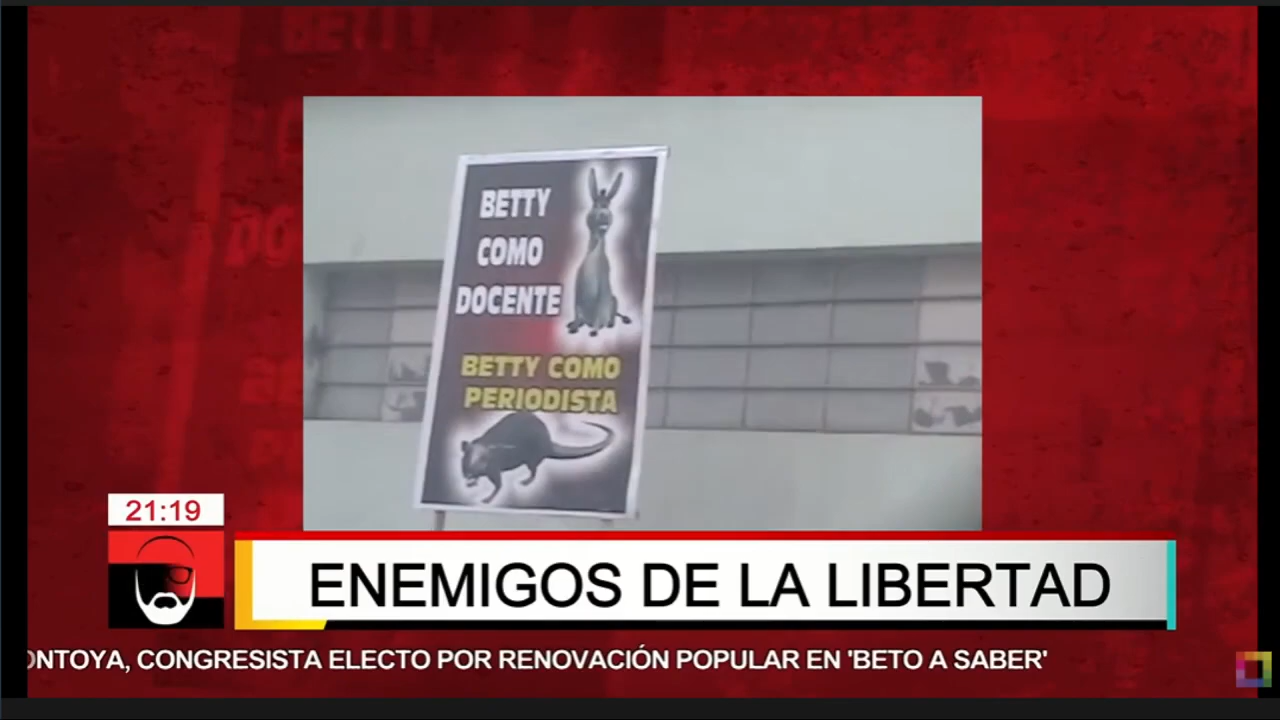 BETTY
COMO
DOCENTE
BETTY COMO
PERIODISTA
21:19
ENEMIGOS DE LA LIBERTAD
ONTOYA, CONGRESISTA ELECTO POR RENOVACIÓN POPULAR EN 'BETO A SABER'